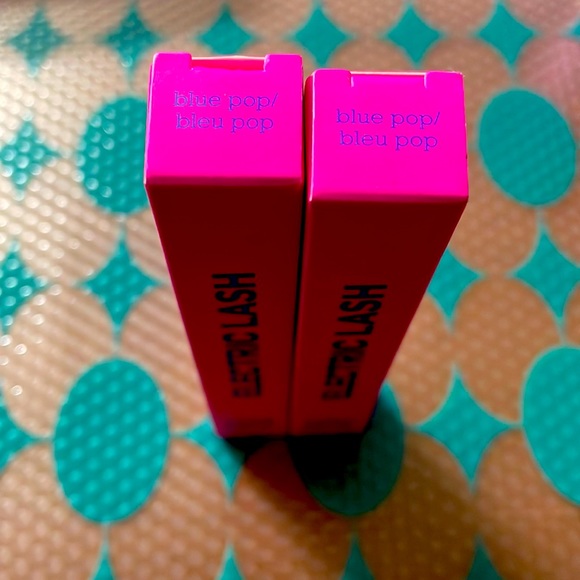 blue pop/
bleu pop
blue pop/
bleu pop
ELECTRIC LASH
ELECTRIC LASH